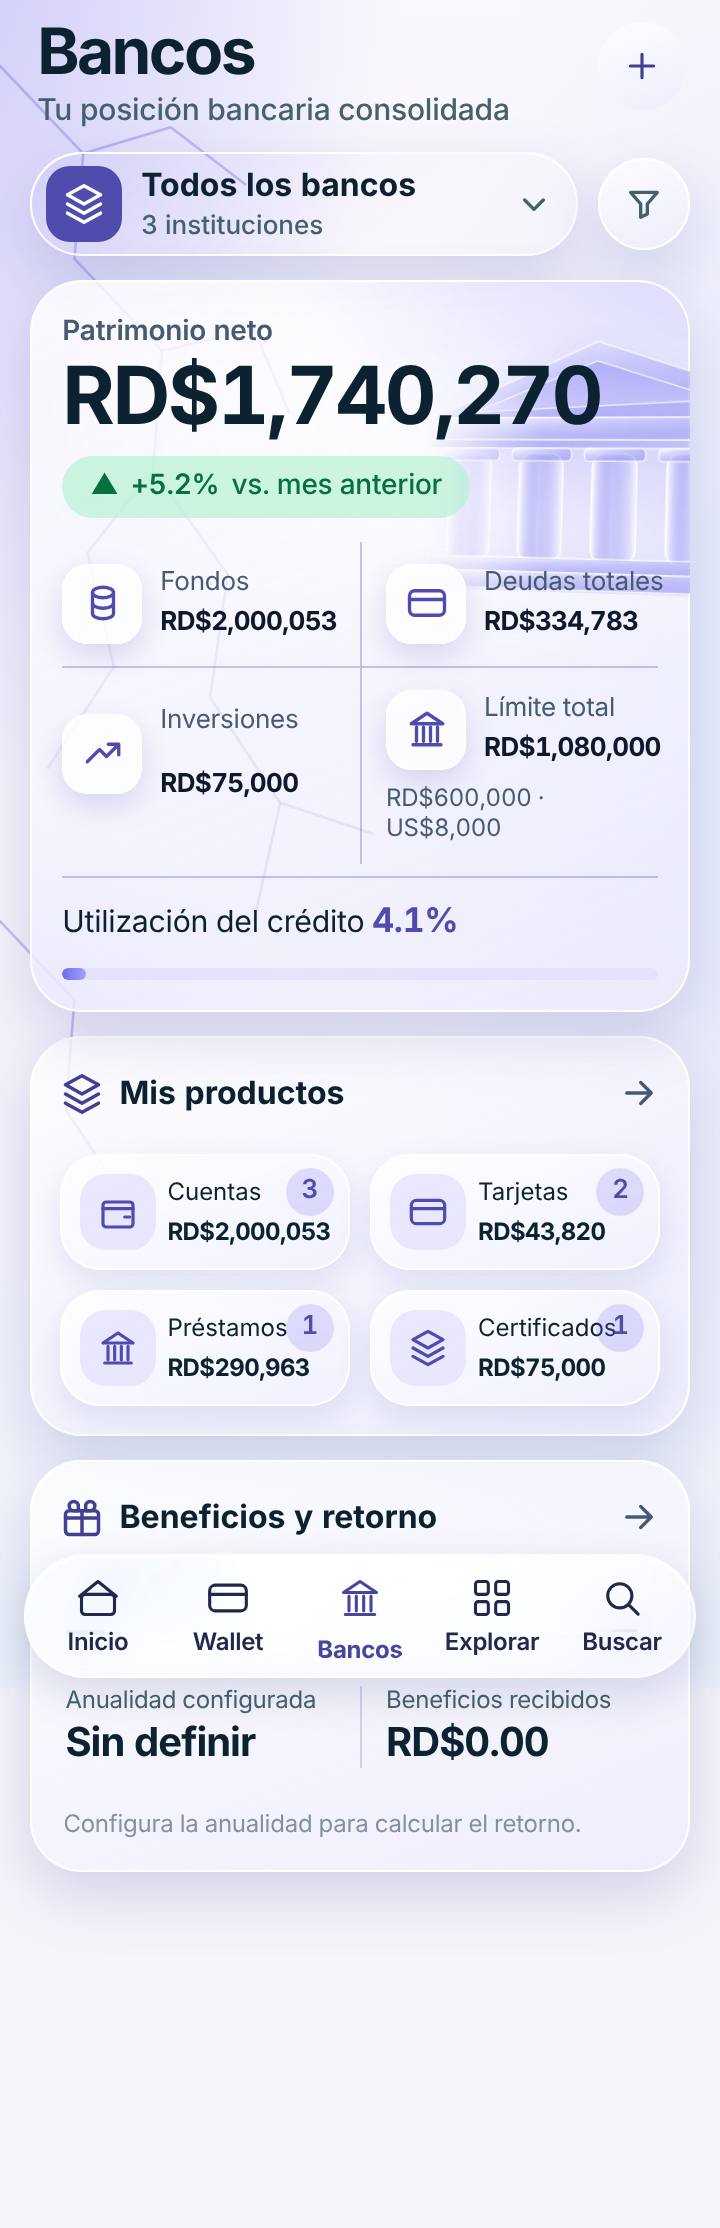 Bancos
Tu posición bancaria consolidada
Todos los bancos
3 instituciones
Patrimonio neto
RD$1,740,270
▲ +5.2% vs. mes anterior
Fondos
RD$2,000,053
Deudas totales
RD$334,783
Inversiones
RD$75,000
Límite total
RD$1,080,000
RD$600,000 ·
US$8,000
Utilización del crédito 4.1%
Mis productos
Cuentas 3
RD$2,000,053
Tarjetas 2
RD$43,820
Préstamos 1
RD$290,963
Certificados 1
RD$75,000
Beneficios y retorno
Inicio
Wallet
Bancos
Explorar
Buscar
Anualidad configurada
Sin definir
Beneficios recibidos
RD$0.00
Configura la anualidad para calcular el retorno.